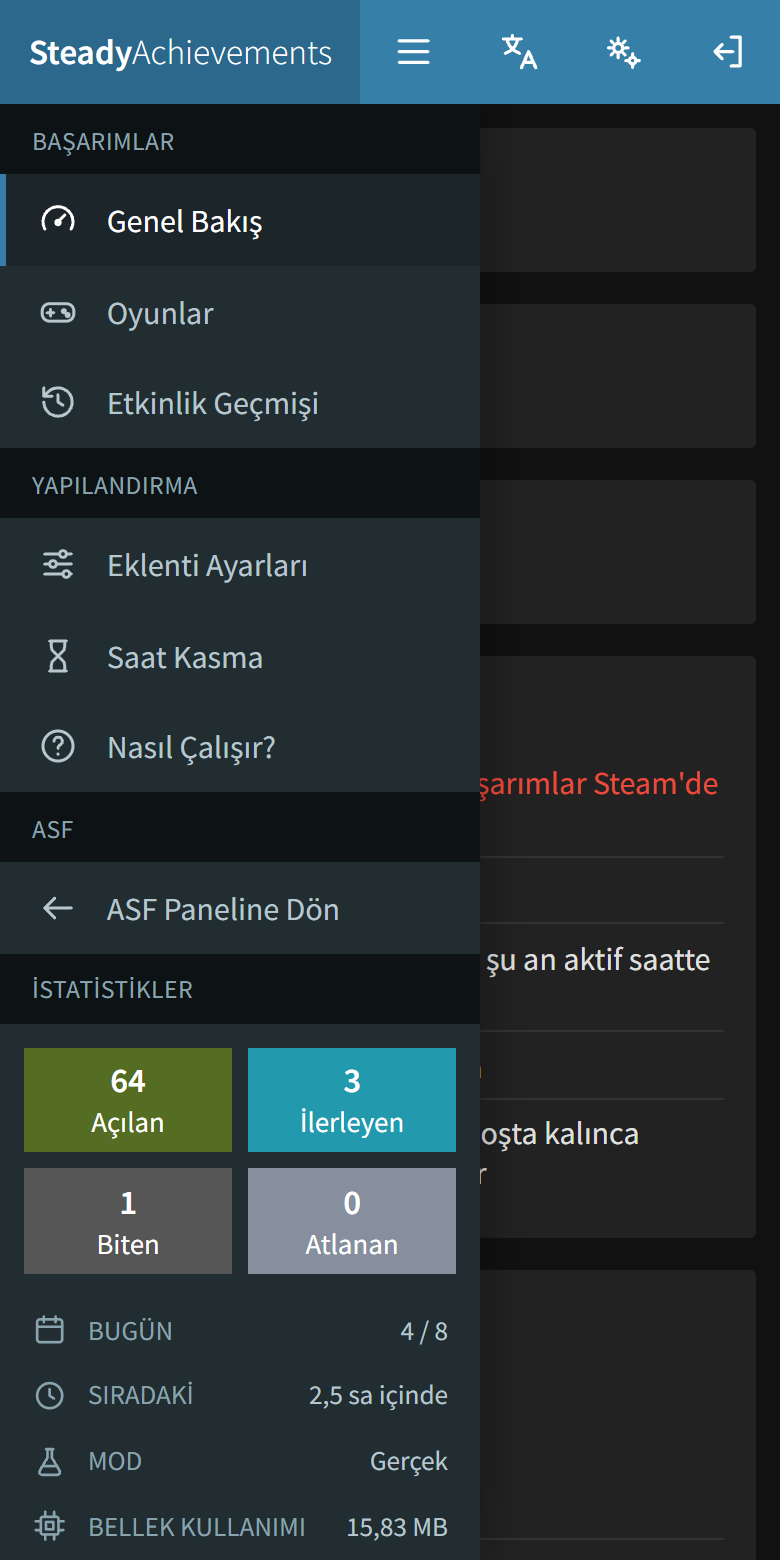 SteadyAchievements
BAŞARIMLAR
Genel Bakış
Oyunlar
Etkinlik Geçmişi
YAPILANDIRMA
Eklenti Ayarları
Saat Kasma
Nasıl Çalışır?
şarımlar Steam'de
ASF
ASF Paneline Dön
şu an aktif saatte
İSTATİSTİKLER
64
Açılan
3
İlerleyen
oşta kalınca
r
1
Biten
0
Atlanan
BUGÜN 4 / 8
SIRADAKİ 2,5 sa içinde
MOD Gerçek
BELLEK KULLANIMI 15,83 MB